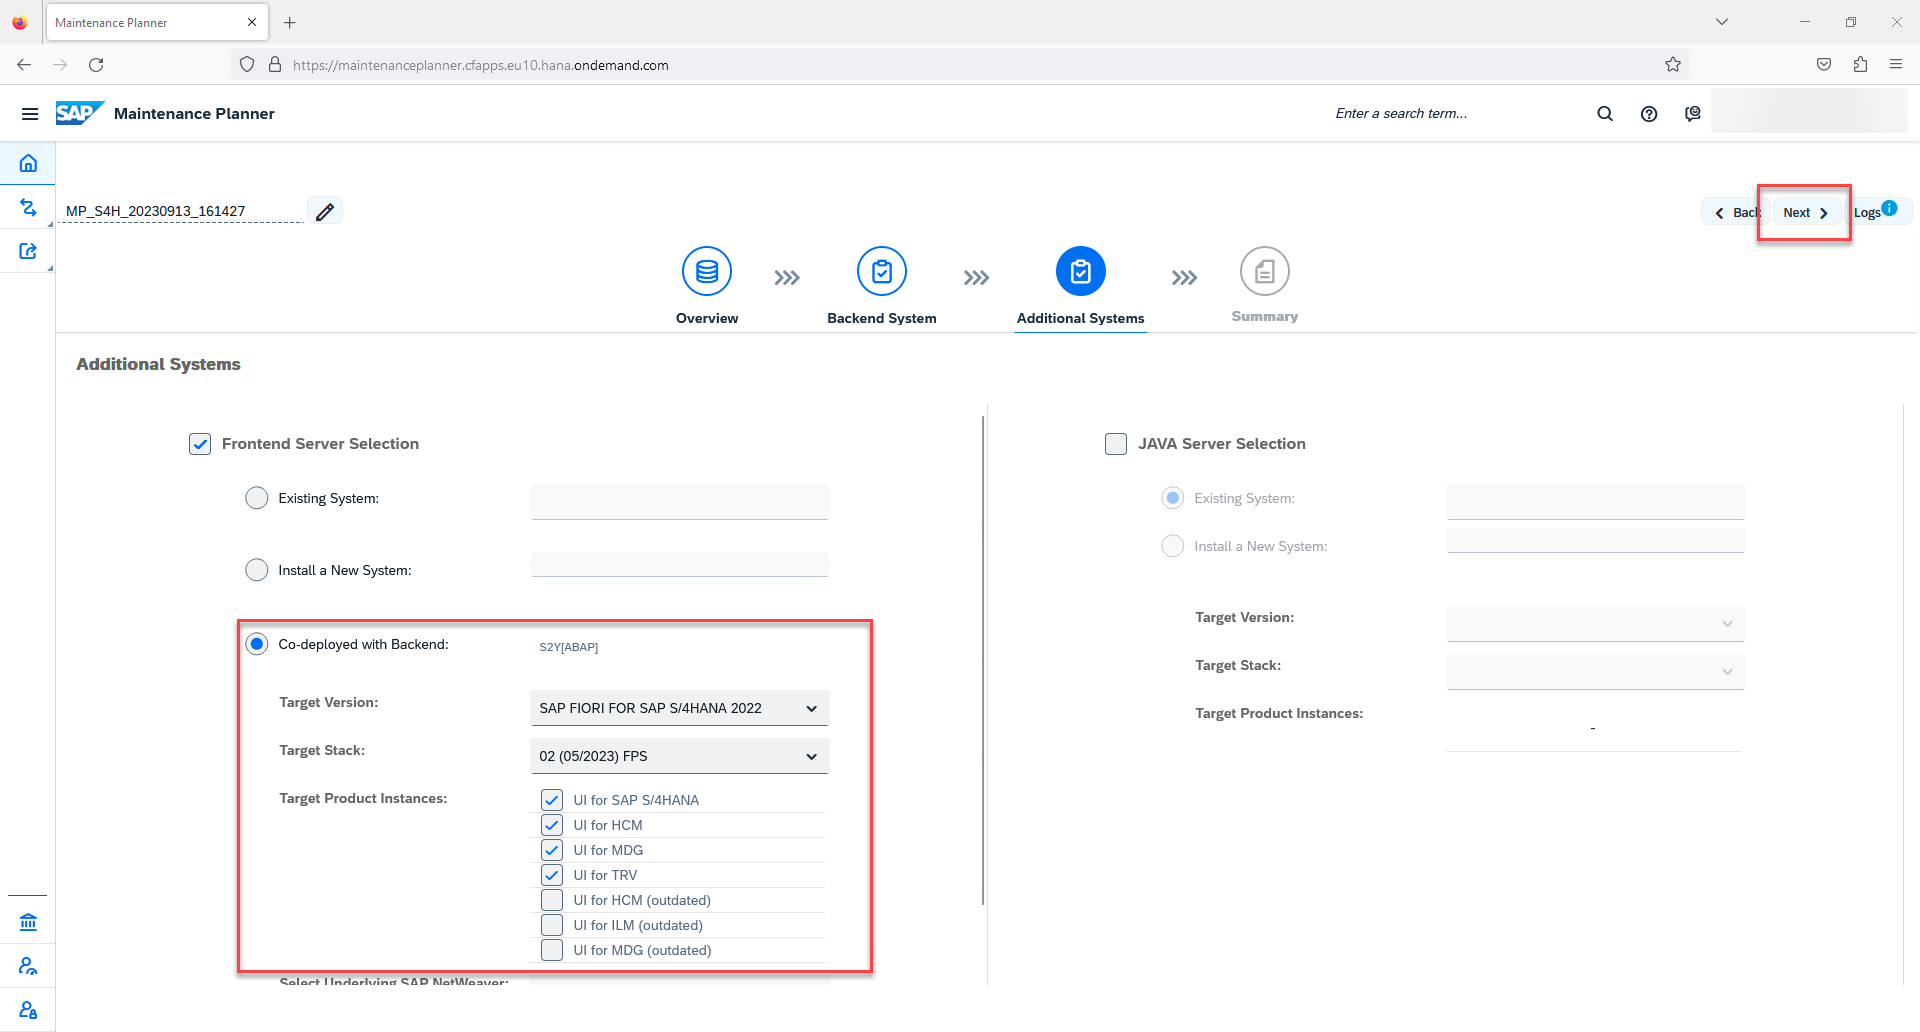 Maintenance Planner
https://maintenanceplanner.cfapps.eu10.hana.ondemand.com
SAP Maintenance Planner
Enter a search term...
MP_S4H_20230913_161427
Back Next Logs
Overview
Backend System
Additional Systems
Summary
Additional Systems
Frontend Server Selection
Existing System:
Install a New System:
Co-deployed with Backend: S2Y[ABAP]
Target Version: SAP FIORI FOR SAP S/4HANA 2022
Target Stack: 02 (05/2023) FPS
Target Product Instances: UI for SAP S/4HANA
UI for HCM
UI for MDG
UI for TRV
UI for HCM (outdated)
UI for ILM (outdated)
UI for MDG (outdated)
Select Underlying SAP NetWeaver:
JAVA Server Selection
Existing System:
Install a New System:
Target Version:
Target Stack:
Target Product Instances:
-